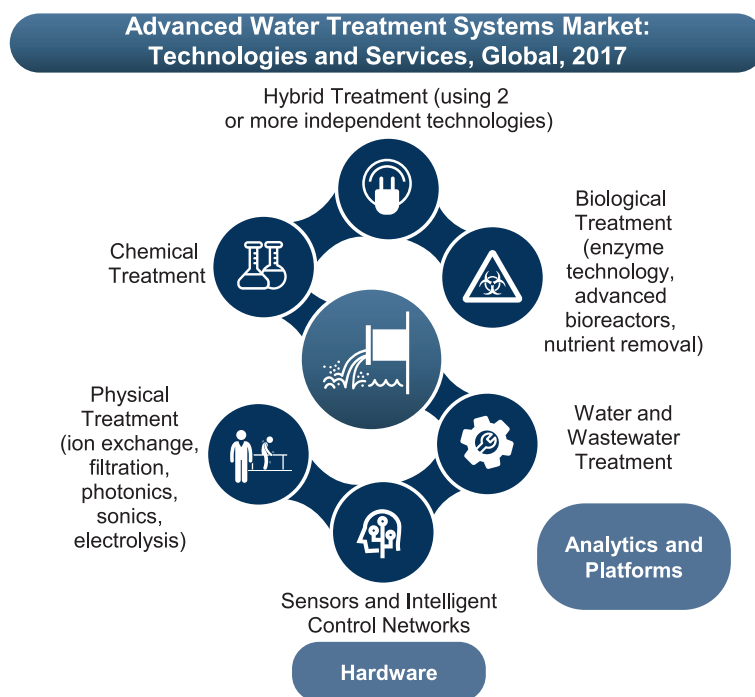 Advanced Water Treatment Systems Market:
Technologies and Services, Global, 2017
Hybrid Treatment (using 2
or more independent technologies)
Chemical
Treatment
Biological
Treatment
(enzyme
technology,
advanced
bioreactors,
nutrient removal)
Physical
Treatment
(ion exchange,
filtration,
photonics,
sonics,
electrolysis)
Water and
Wastewater
Treatment
Analytics and
Platforms
Sensors and Intelligent
Control Networks
Hardware